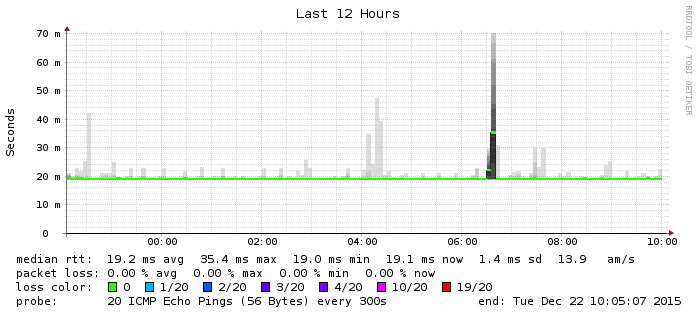 Last 12 Hours
RRDTOOL / TOBI OETIKER
Seconds
70 m
60 m
50 m
40 m
30 m
20 m
10 m
0
00:00 02:00 04:00 06:00 08:00 10:00
median rtt: 19.2 ms avg 35.4 ms max 19.0 ms min 19.1 ms now 1.4 ms sd 13.9 am/s
packet loss: 0.00 % avg 0.00 % max 0.00 % min 0.00 % now
loss color: 0 1/20 2/20 3/20 4/20 10/20 19/20
probe: 20 ICMP Echo Pings (56 Bytes) every 300s end: Tue Dec 22 10:05:07 2015